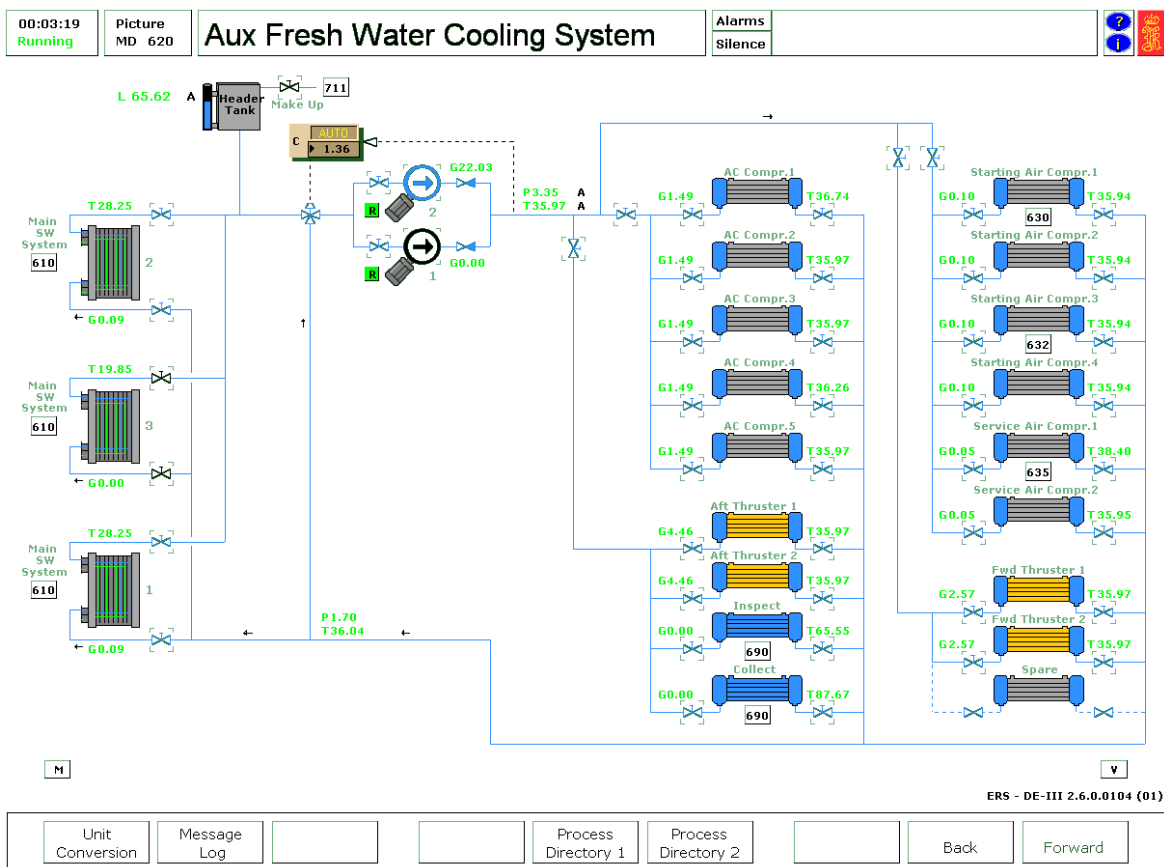 00:03:19
Running
Picture
MD 620
Aux Fresh Water Cooling System
Alarms
Silence
?
i
L 65.62
A
Header
Tank
Make Up
711
C
AUTO
1.36
G22.03
2
R
1
R
G0.00
P3.35 A
T35.97 A
T28.25
Main
SW
System
610
2
G0.09
T19.85
Main
SW
System
610
3
G0.00
T28.25
Main
SW
System
610
1
G0.09
P1.70
T36.04
AC Compr.1
G1.49
T36.74
AC Compr.2
G1.49
T35.97
AC Compr.3
G1.49
T35.97
AC Compr.4
G1.49
T36.26
AC Compr.5
G1.49
T35.97
Aft Thruster 1
G4.46
T35.97
Aft Thruster 2
G4.46
T35.97
Inspect
G0.00
T65.55
690
Collect
G0.00
T87.67
690
Starting Air Compr.1
G0.10
T35.94
630
Starting Air Compr.2
G0.10
T35.94
Starting Air Compr.3
G0.10
T35.94
632
Starting Air Compr.4
G0.10
T35.94
Service Air Compr.1
G0.05
T38.40
635
Service Air Compr.2
G0.05
T35.95
Fwd Thruster 1
G2.57
T35.97
Fwd Thruster 2
G2.57
T35.97
Spare
M
V
ERS - DE-III 2.6.0.0104 (01)
Unit
Conversion
Message
Log
Process
Directory 1
Process
Directory 2
Back
Forward